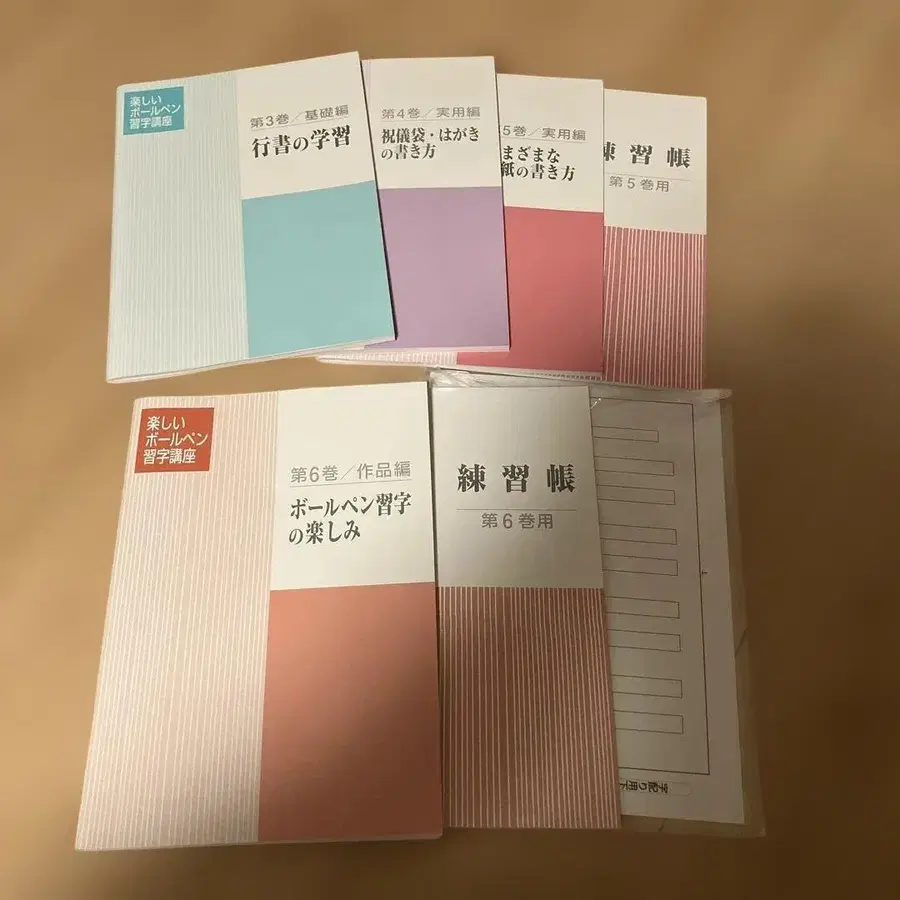 楽しい
ボールペン
習字講座
第3巻／基礎編
行書の学習
第4巻／実用編
祝儀袋・はがき
の書き方
5巻／実用編
まざまな
紙の書き方
練習帳
第5巻用
楽しい
ボールペン
習字講座
第6巻／作品編
ボールペン習字
の楽しみ
練習帳
第6巻用
字配り用下